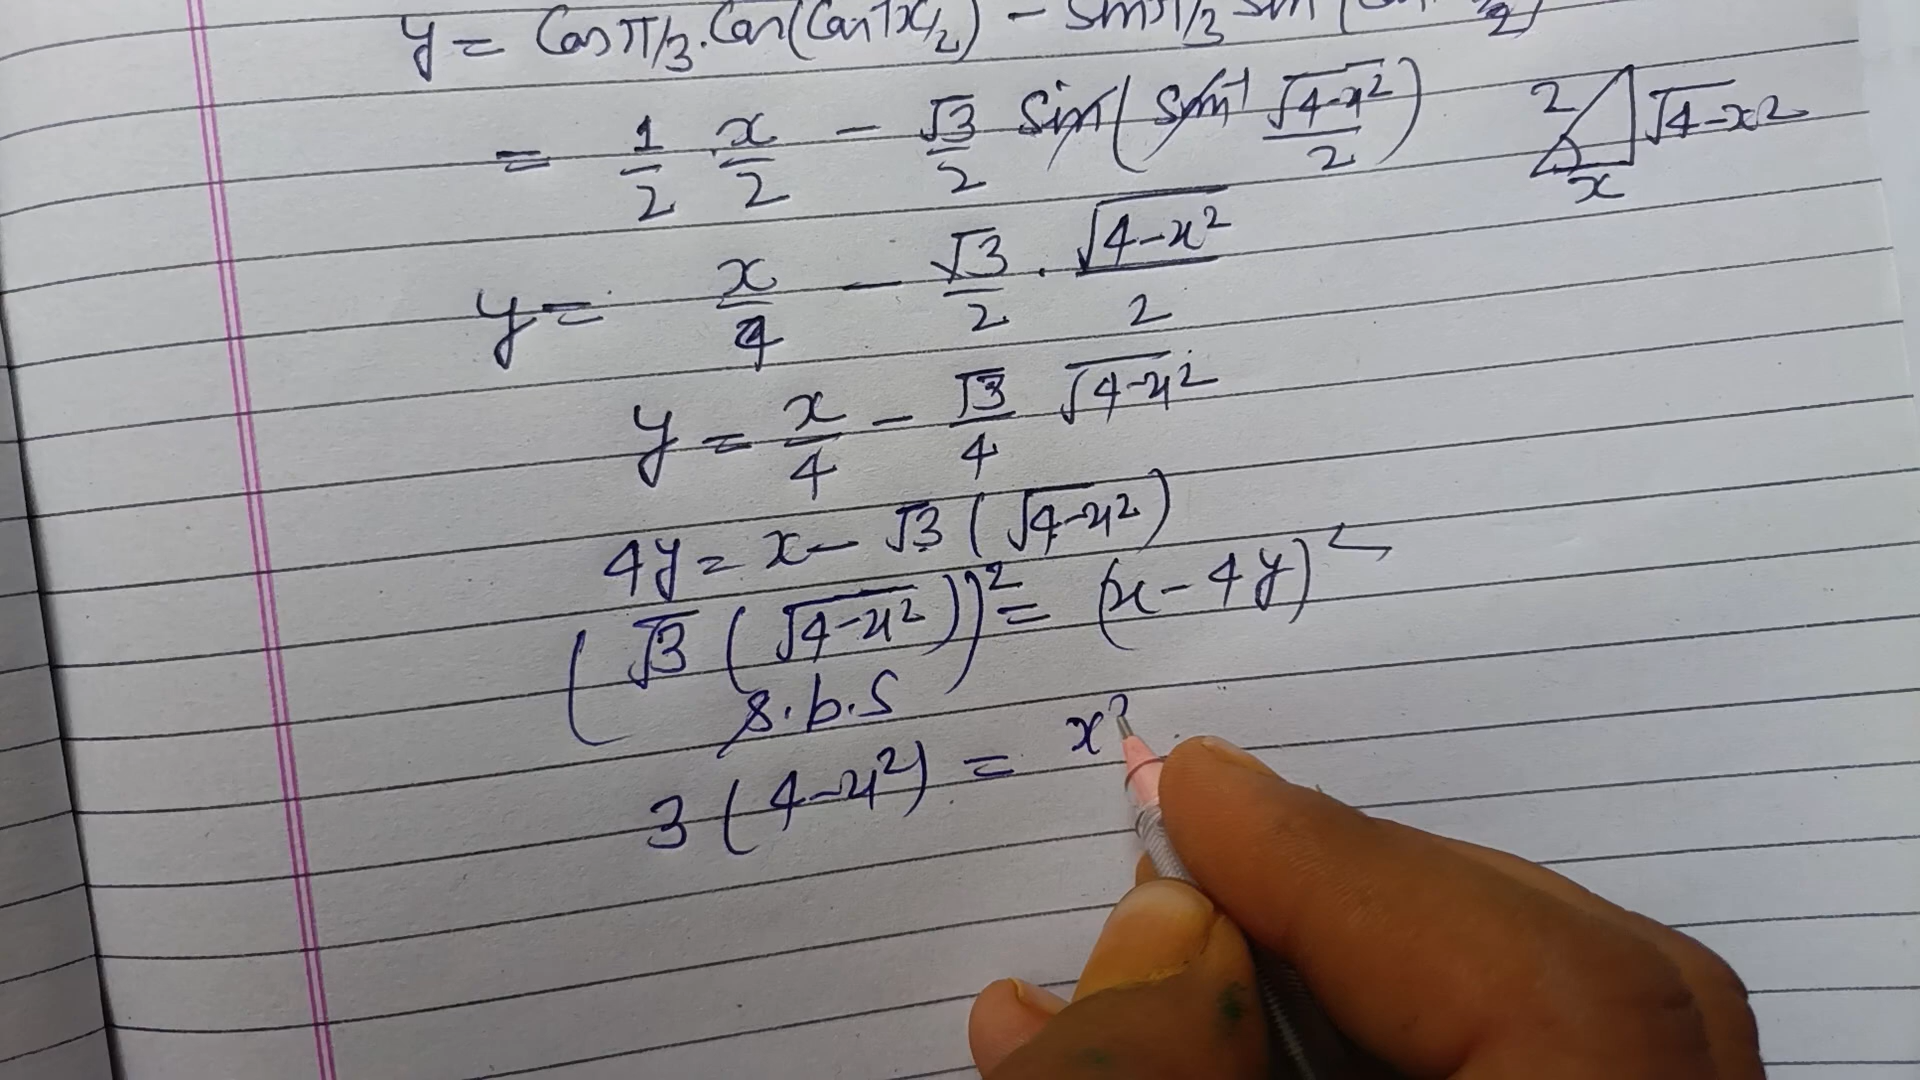 y = Cos π/3 . Cos(Cos⁻¹ x/2) - Sin π/3 Sin (
= 1/2 . x/2 - √3/2 Sin(Sin⁻¹ √4-x²/2)
2 √4-x2
x
y = x/4 - √3/2 . √4-x²/2
y = x/4 - √3/4 √4-x²
4y = x - √3 (√4-x²)
(√3 (√4-x²))² = (x - 4y)²
s.b.s
3 (4-x²) = x²